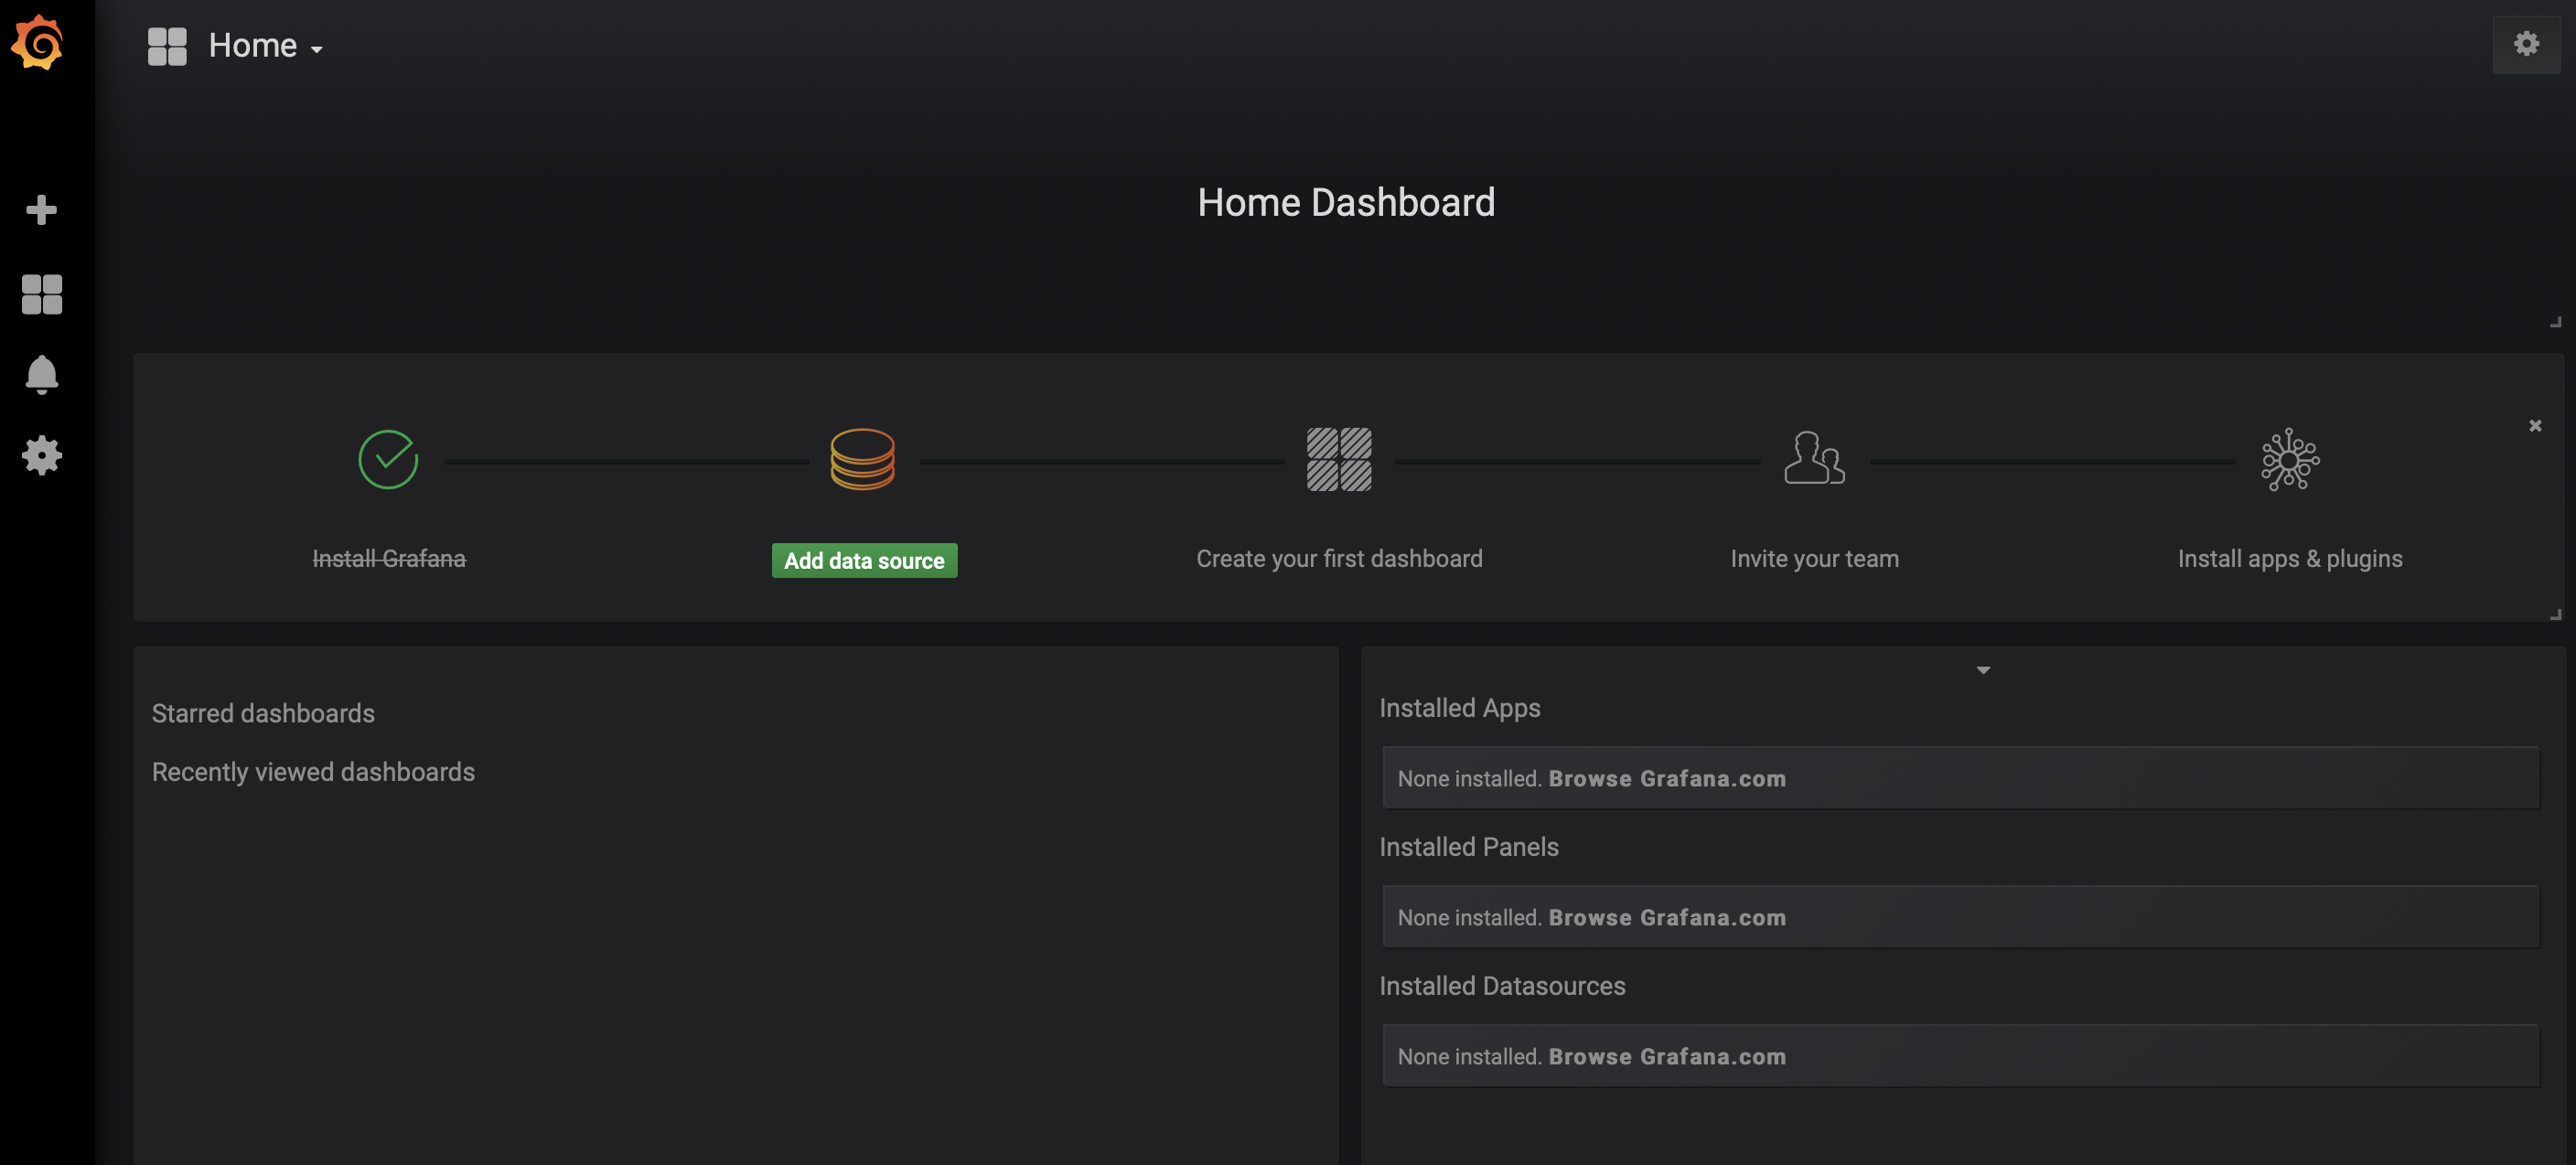 Home
Home Dashboard
Install Grafana
Add data source
Create your first dashboard
Invite your team
Install apps & plugins
Starred dashboards
Recently viewed dashboards
Installed Apps
None installed. Browse Grafana.com
Installed Panels
None installed. Browse Grafana.com
Installed Datasources
None installed. Browse Grafana.com